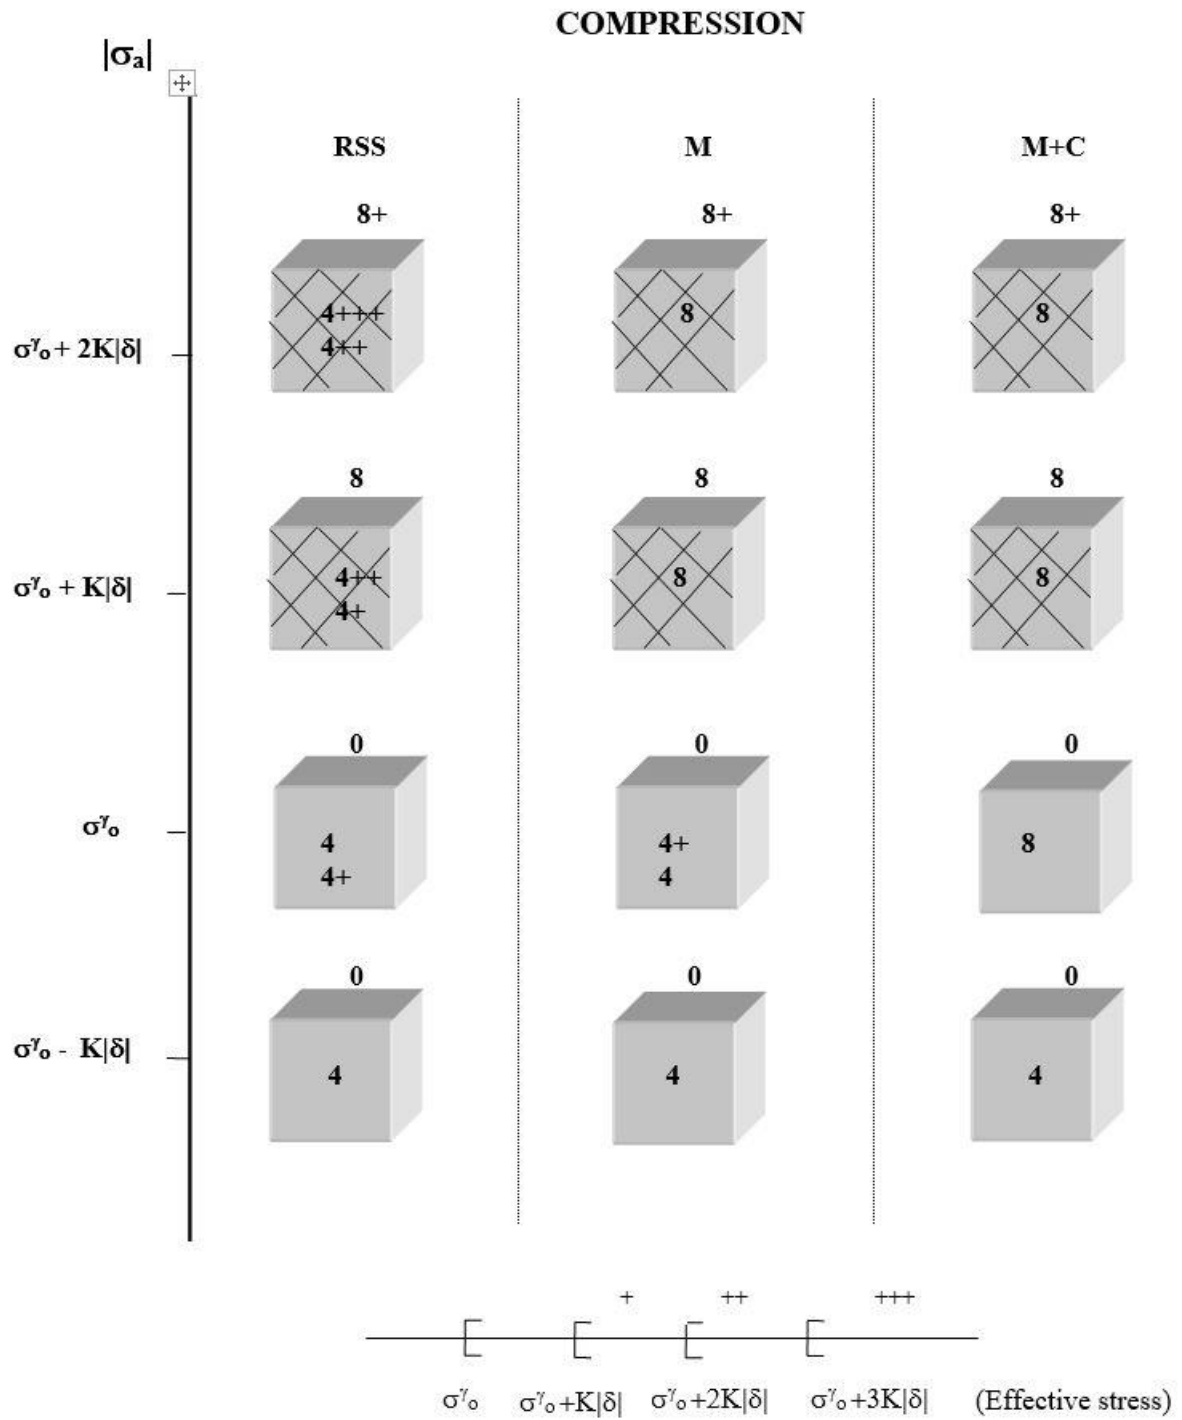 COMPRESSION
|σₐ|
RSS M M+C
8+ 8+ 8+
4+++ 8 8
4++
σᵞₒ + 2K|δ|
8 8 8
4++ 8 8
4+
σᵞₒ + K|δ|
0 0 0
σᵞₒ
4 4+ 8
4+ 4
0 0 0
σᵞₒ - K|δ|
4 4 4
+ ++ +++
σᵞₒ σᵞₒ+K|δ| σᵞₒ+2K|δ| σᵞₒ+3K|δ| (Effective stress)